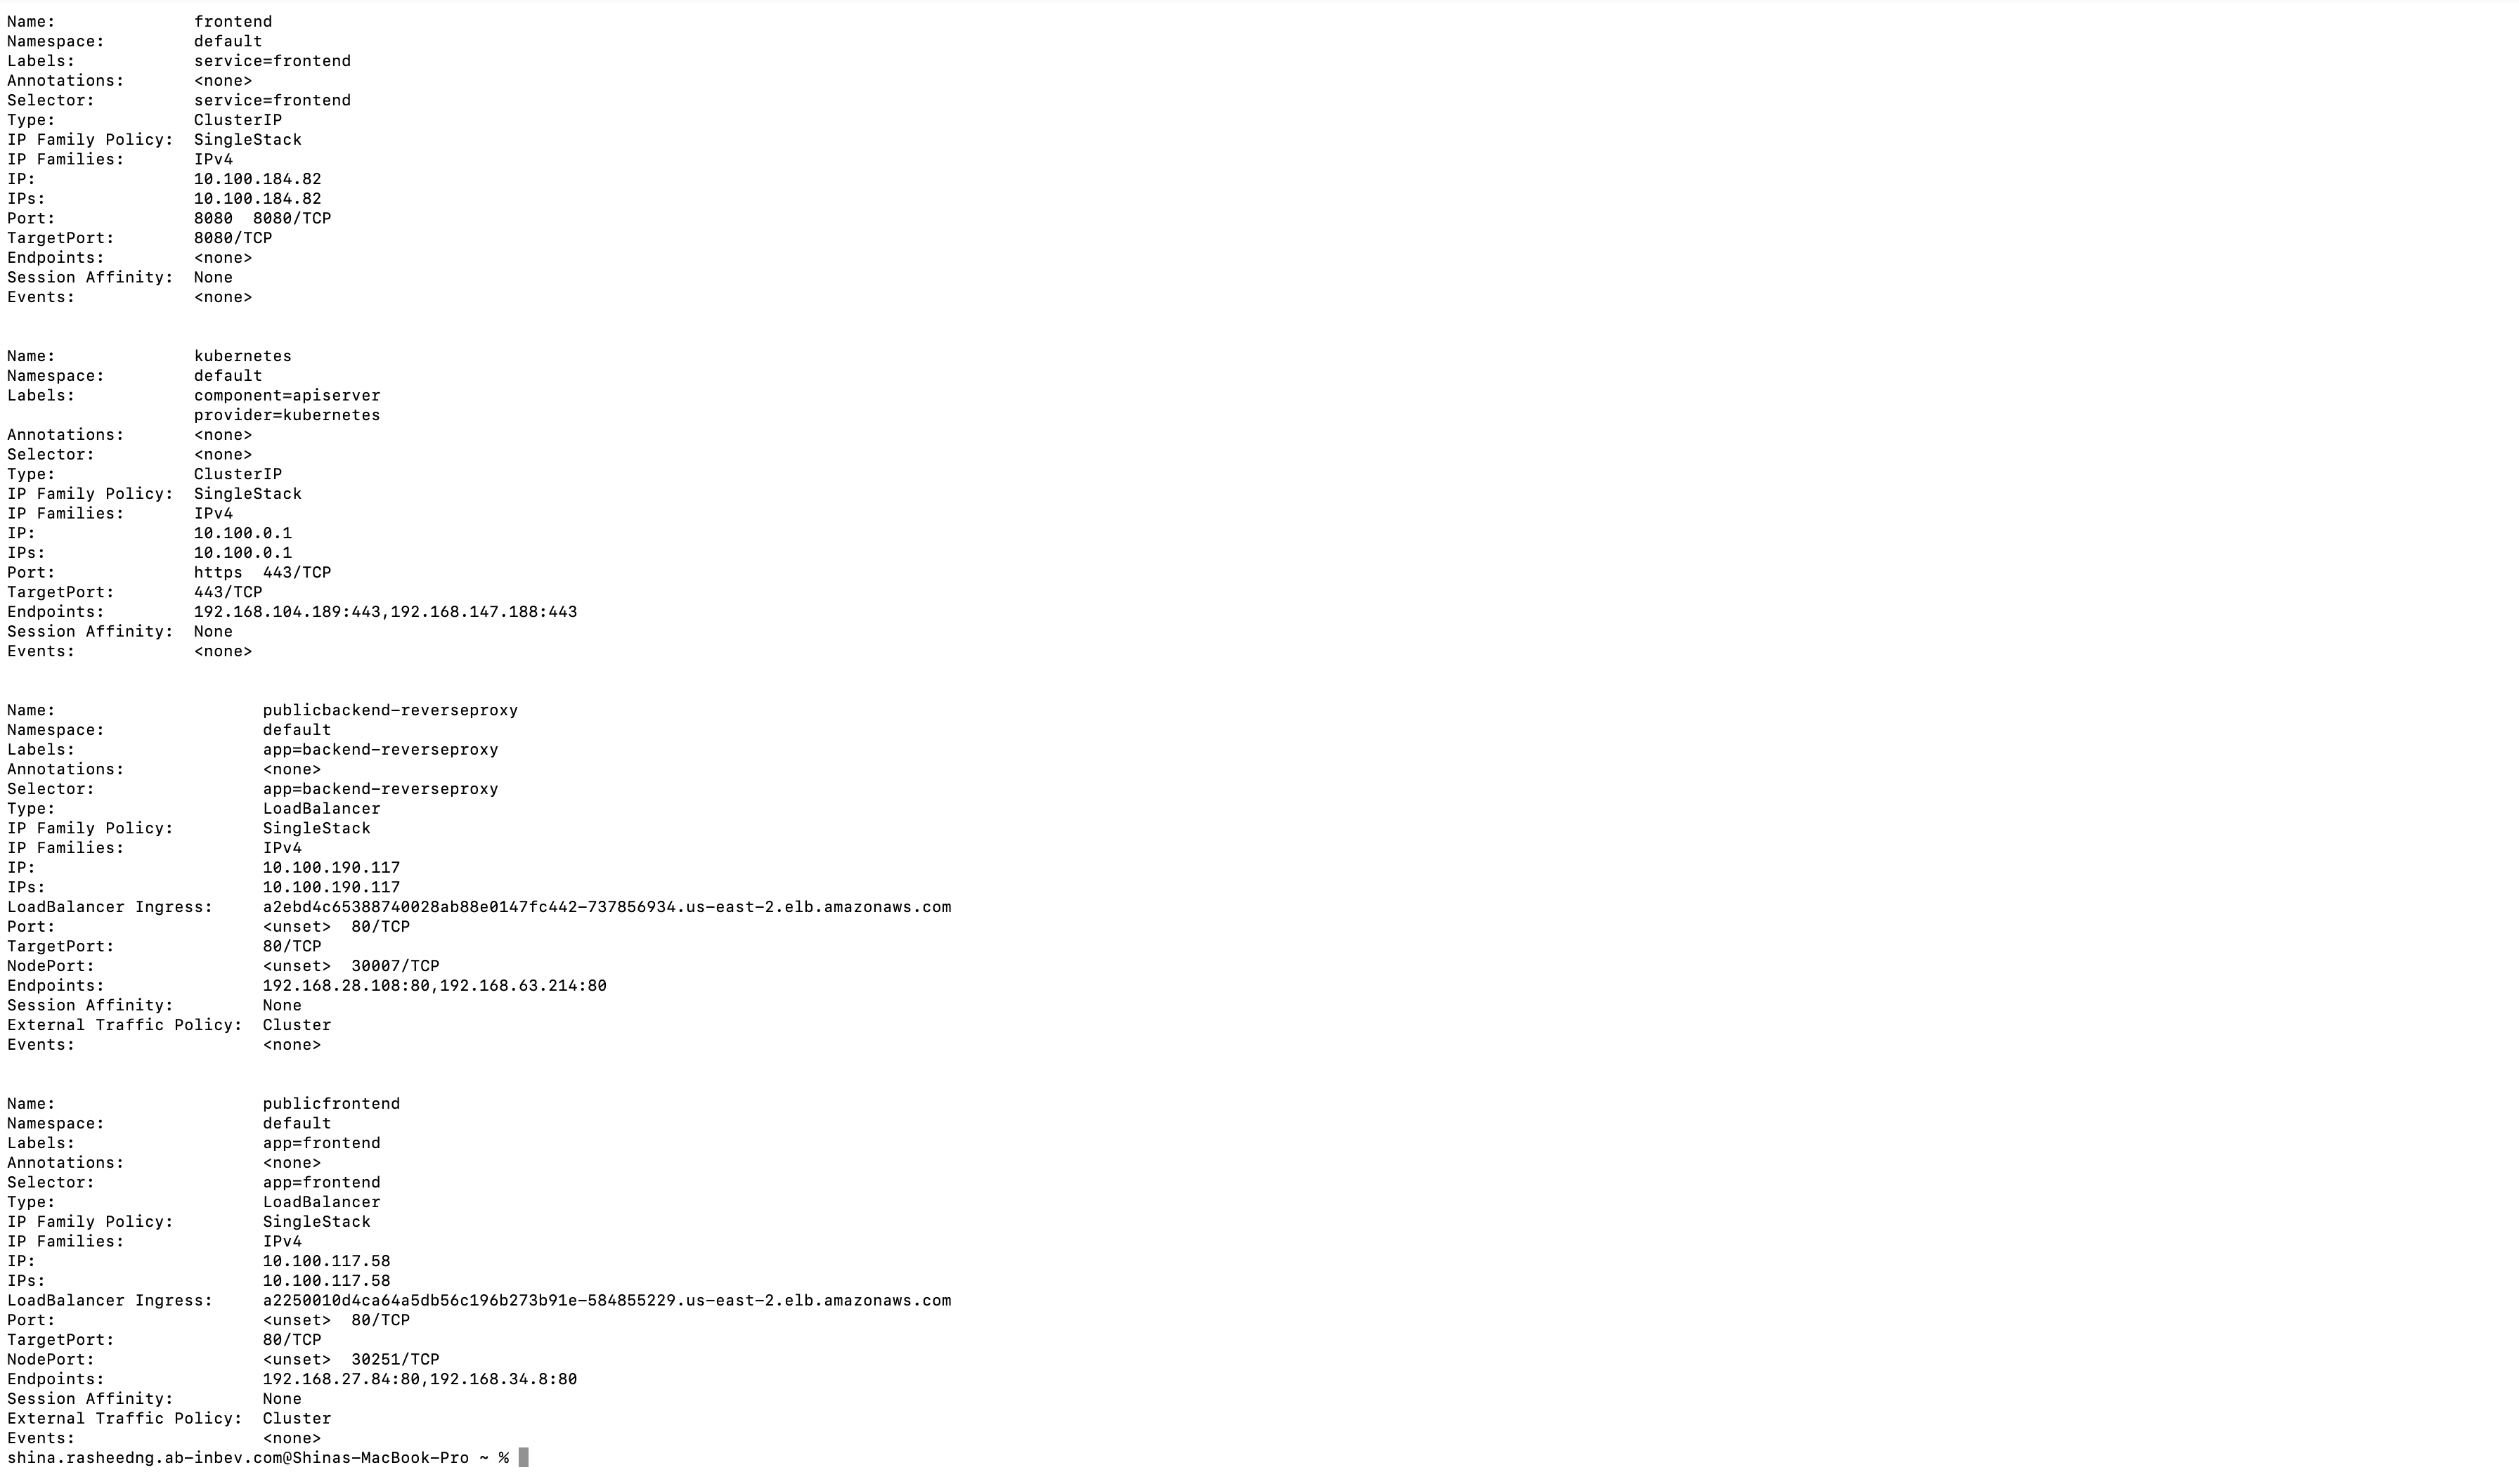 Name:              frontend
Namespace:         default
Labels:            service=frontend
Annotations:       <none>
Selector:          service=frontend
Type:              ClusterIP
IP Family Policy:  SingleStack
IP Families:       IPv4
IP:                10.100.184.82
IPs:               10.100.184.82
Port:              8080  8080/TCP
TargetPort:        8080/TCP
Endpoints:         <none>
Session Affinity:  None
Events:            <none>
Name:              kubernetes
Namespace:         default
Labels:            component=apiserver
                   provider=kubernetes
Annotations:       <none>
Selector:          <none>
Type:              ClusterIP
IP Family Policy:  SingleStack
IP Families:       IPv4
IP:                10.100.0.1
IPs:               10.100.0.1
Port:              https  443/TCP
TargetPort:        443/TCP
Endpoints:         192.168.104.189:443,192.168.147.188:443
Session Affinity:  None
Events:            <none>
Name:                     publicbackend-reverseproxy
Namespace:                default
Labels:                   app=backend-reverseproxy
Annotations:              <none>
Selector:                 app=backend-reverseproxy
Type:                     LoadBalancer
IP Family Policy:         SingleStack
IP Families:              IPv4
IP:                       10.100.190.117
IPs:                      10.100.190.117
LoadBalancer Ingress:     a2ebd4c65388740028ab88e0147fc442-737856934.us-east-2.elb.amazonaws.com
Port:                     <unset>  80/TCP
TargetPort:               80/TCP
NodePort:                 <unset>  30007/TCP
Endpoints:                192.168.28.108:80,192.168.63.214:80
Session Affinity:         None
External Traffic Policy:  Cluster
Events:                   <none>
Name:                     publicfrontend
Namespace:                default
Labels:                   app=frontend
Annotations:              <none>
Selector:                 app=frontend
Type:                     LoadBalancer
IP Family Policy:         SingleStack
IP Families:              IPv4
IP:                       10.100.117.58
IPs:                      10.100.117.58
LoadBalancer Ingress:     a2250010d4ca64a5db56c196b273b91e-584855229.us-east-2.elb.amazonaws.com
Port:                     <unset>  80/TCP
TargetPort:               80/TCP
NodePort:                 <unset>  30251/TCP
Endpoints:                192.168.27.84:80,192.168.34.8:80
Session Affinity:         None
External Traffic Policy:  Cluster
Events:                   <none>
shina.rasheedng.ab-inbev.com@Shinas-MacBook-Pro ~ %